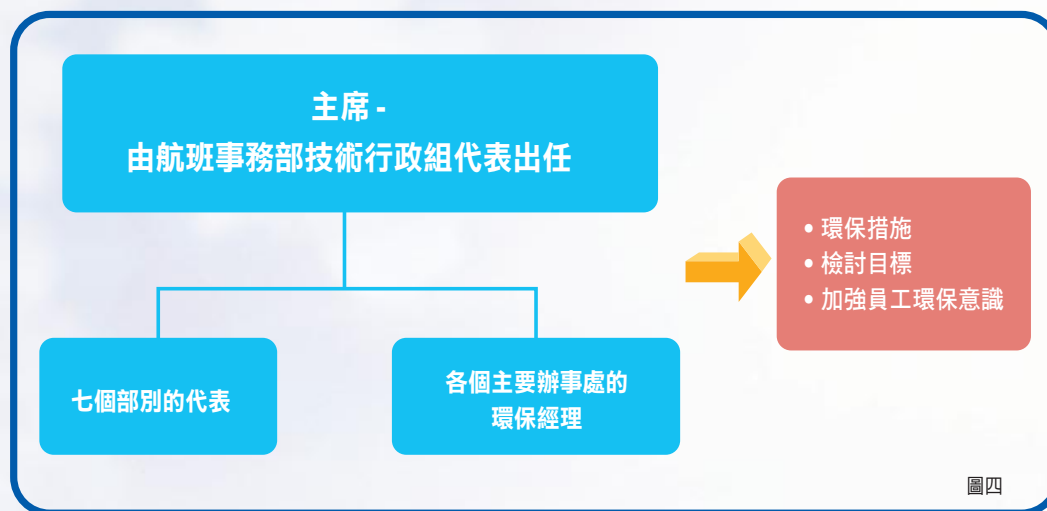 主席 -
由航班事務部技術行政組代表出任
• 環保措施
• 檢討目標
• 加強員工環保意識
七個部別的代表
各個主要辦事處的
環保經理
圖四